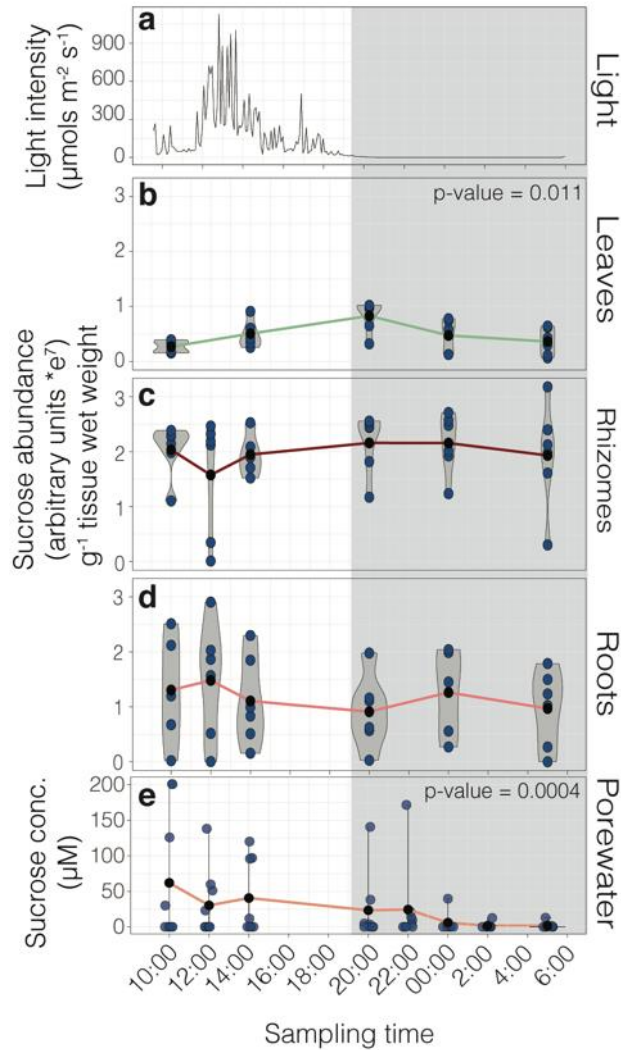 a
Light intensity
(µmols m⁻² s⁻¹)
900
600
300
0
Light
b
p-value = 0.011
3
2
1
0
Leaves
Sucrose abundance
(arbitrary units *e⁷)
g⁻¹ tissue wet weight
c
3
2
1
0
Rhizomes
d
3
2
1
0
Roots
e
p-value = 0.0004
Sucrose conc.
(µM)
200
150
100
50
0
Porewater
10:00
12:00
14:00
16:00
18:00
20:00
22:00
00:00
2:00
4:00
6:00
Sampling time